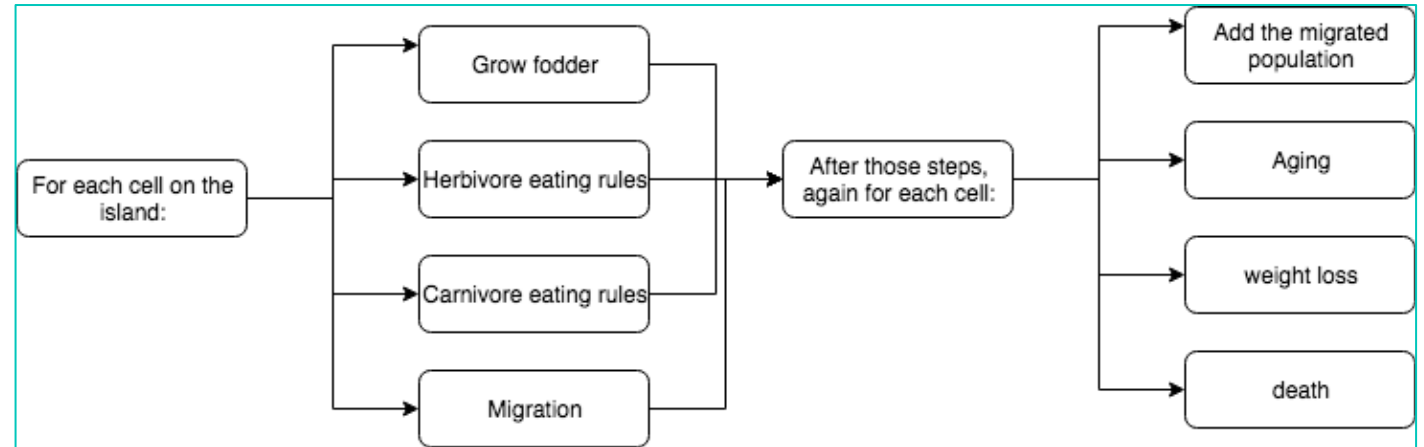 For each cell on the
island:
Grow fodder
Herbivore eating rules
Carnivore eating rules
Migration
After those steps,
again for each cell:
Add the migrated
population
Aging
weight loss
death